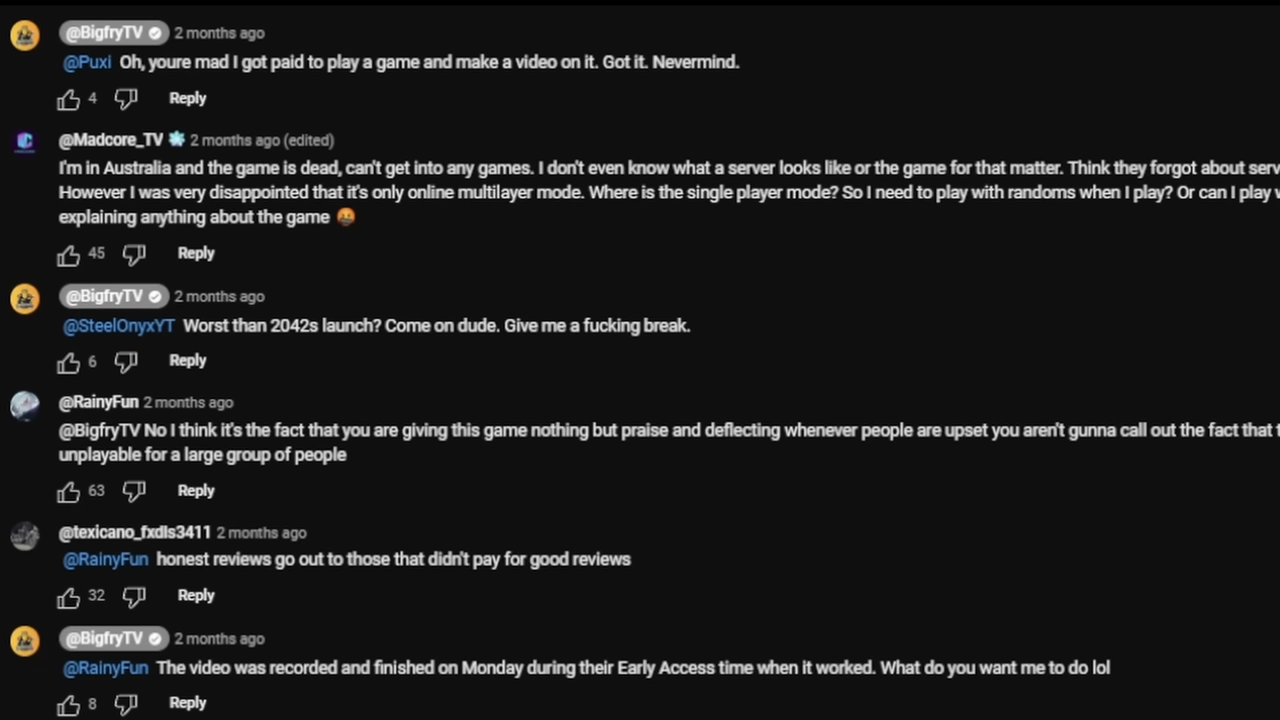 @BigfryTV 2 months ago
@Puxi Oh, youre mad I got paid to play a game and make a video on it. Got it. Nevermind.
4 Reply
@Madcore_TV 2 months ago (edited)
I'm in Australia and the game is dead, can't get into any games. I don't even know what a server looks like or the game for that matter. Think they forgot about serv
However I was very disappointed that it's only online multilayer mode. Where is the single player mode? So I need to play with randoms when I play? Or can I play
explaining anything about the game 🤬
45 Reply
@BigfryTV 2 months ago
@SteelOnyxYT Worst than 2042s launch? Come on dude. Give me a fucking break.
6 Reply
@RainyFun 2 months ago
@BigfryTV No I think it's the fact that you are giving this game nothing but praise and deflecting whenever people are upset you aren't gunna call out the fact that
unplayable for a large group of people
63 Reply
@texicano_fxdls3411 2 months ago
@RainyFun honest reviews go out to those that didn't pay for good reviews
32 Reply
@BigfryTV 2 months ago
@RainyFun The video was recorded and finished on Monday during their Early Access time when it worked. What do you want me to do lol
8 Reply